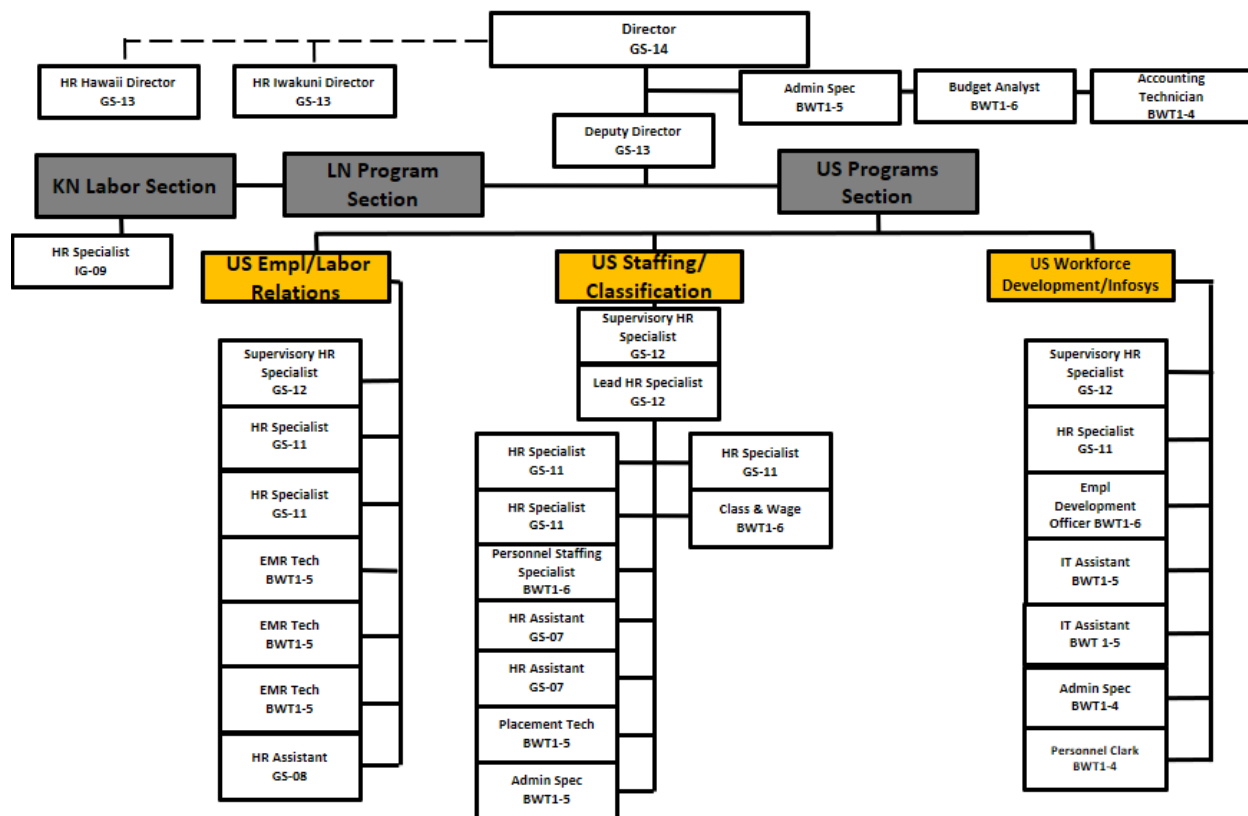 Director
GS-14
HR Hawaii Director
GS-13
HR Iwakuni Director
GS-13
Admin Spec
BWT1-5
Budget Analyst
BWT1-6
Accounting
Technician
BWT1-4
Deputy Director
GS-13
KN Labor Section
LN Program
Section
US Programs
Section
HR Specialist
IG-09
US Empl/Labor
Relations
US Staffing/
Classification
US Workforce
Development/Infosys
Supervisory HR
Specialist
GS-12
HR Specialist
GS-11
HR Specialist
GS-11
EMR Tech
BWT1-5
EMR Tech
BWT1-5
EMR Tech
BWT1-5
HR Assistant
GS-08
Supervisory HR
Specialist
GS-12
Lead HR Specialist
GS-12
HR Specialist
GS-11
HR Specialist
GS-11
Personnel Staffing
Specialist
BWT1-6
HR Assistant
GS-07
HR Assistant
GS-07
Placement Tech
BWT1-5
Admin Spec
BWT1-5
HR Specialist
GS-11
Class & Wage
BWT1-6
Supervisory HR
Specialist
GS-12
HR Specialist
GS-11
Empl
Development
Officer BWT1-6
IT Assistant
BWT1-5
IT Assistant
BWT 1-5
Admin Spec
BWT1-4
Personnel Clark
BWT1-4